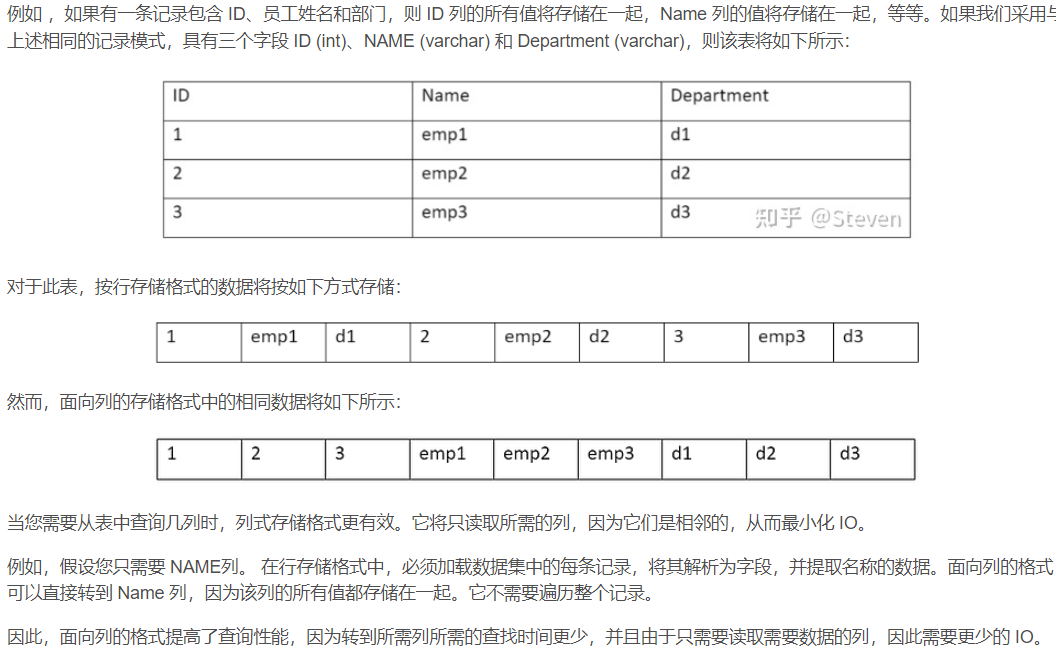 例如 ，如果有一条记录包含 ID、员工姓名和部门，则 ID 列的所有值将存储在一起，Name 列的值将存储在一起，等等。如果我们采用与
上述相同的记录模式，具有三个字段 ID (int)、NAME (varchar) 和 Department (varchar)，则该表将如下所示：
ID Name Department
1 emp1 d1
2 emp2 d2
3 emp3 d3
知乎 @Steven
对于此表，按行存储格式的数据将按如下方式存储：
1 emp1 d1 2 emp2 d2 3 emp3 d3
然而，面向列的存储格式中的相同数据将如下所示：
1 2 3 emp1 emp2 emp3 d1 d2 d3
当您需要从表中查询几列时，列式存储格式更有效。它将只读取所需的列，因为它们是相邻的，从而最小化 IO。
例如，假设您只需要 NAME列。 在行存储格式中，必须加载数据集中的每条记录，将其解析为字段，并提取名称的数据。面向列的格式
可以直接转到 Name 列，因为该列的所有值都存储在一起。它不需要遍历整个记录。
因此，面向列的格式提高了查询性能，因为转到所需列所需的查找时间更少，并且由于只需要读取需要数据的列，因此需要更少的 IO。